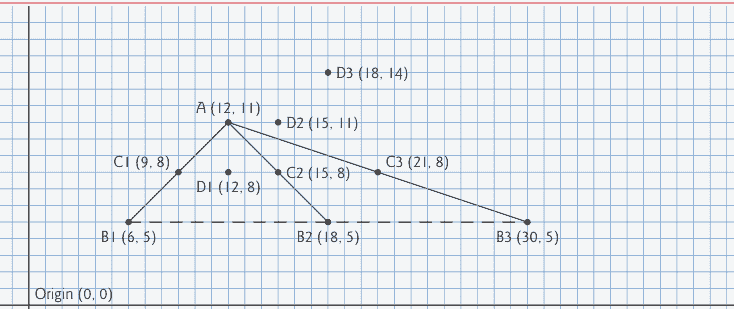 D3 (18, 14)
A (12, 11)
D2 (15, 11)
C1 (9, 8)
D1 (12, 8)
C2 (15, 8)
C3 (21, 8)
B1 (6, 5)
B2 (18, 5)
B3 (30, 5)
Origin (0, 0)